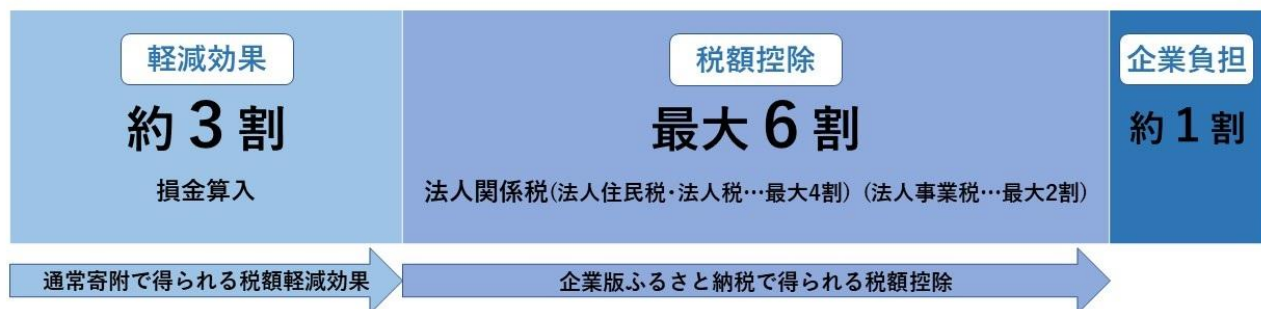 軽減効果
約3割
損金算入
税額控除
最大6割
法人関係税(法人住民税・法人税…最大4割) (法人事業税…最大2割)
企業負担
約1割
通常寄附で得られる税額軽減効果
企業版ふるさと納税で得られる税額控除